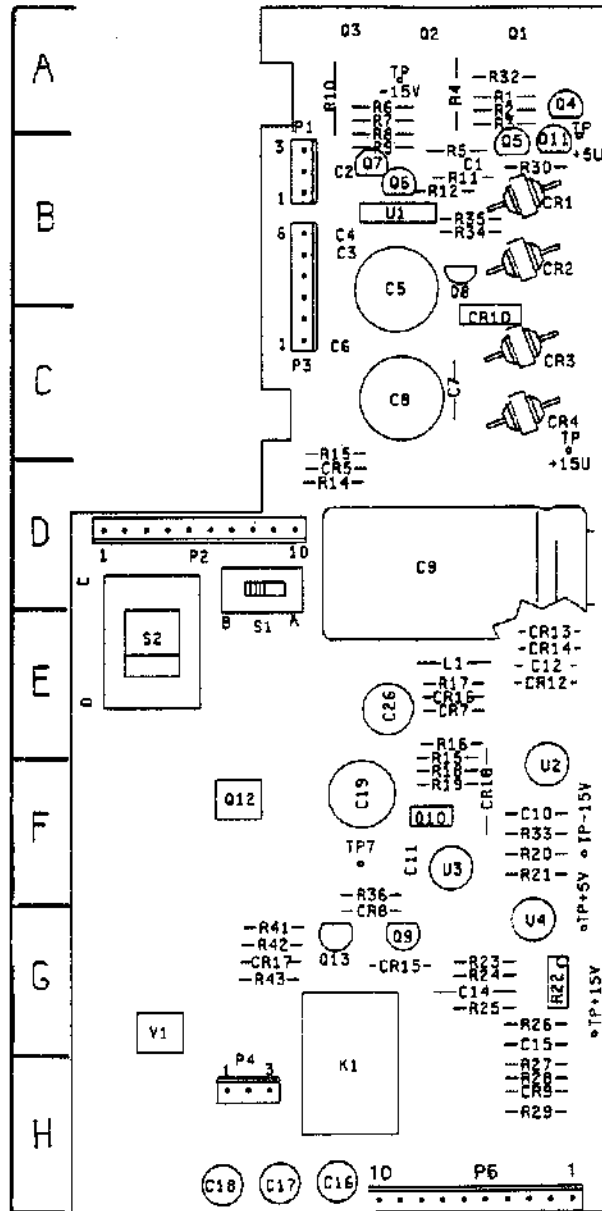 Q3 Q2 Q1
A
TP
-15V
R10
R4
R32
R1
R2
R3
Q4
R6
R7
R8
R9
P1
3
1
C2
Q7
Q6
R5
C1
R11
R12
Q5
Q11
TP
+5U
R30
B
U1
R35
R34
CR1
6
C4
C3
C5
Q8
CR2
CR10
1
P3
C6
C
C8
C7
CR3
CR4
TP
+15U
R15
CR5
R14
D
1 P2 10
C9
C
D
S2
B S1 A
E
CR13
CR14
C12
CR12
L1
R17
CR16
CR7
C26
R16
R15
R18
R19
CR18
U2
F
Q12
C19
Q10
TP7
C11
U3
C10
R33
R20
R21
TP-15V
TP+5V
R36
CR8
U4
G
R41
R42
CR17
R43
Q13
Q9
CR15
R23
R24
C14
R25
R22
TP+15V
V1
R26
C15
R27
R28
CR9
R29
P4
1 3
K1
H
C18 C17 C16
10 P5 1